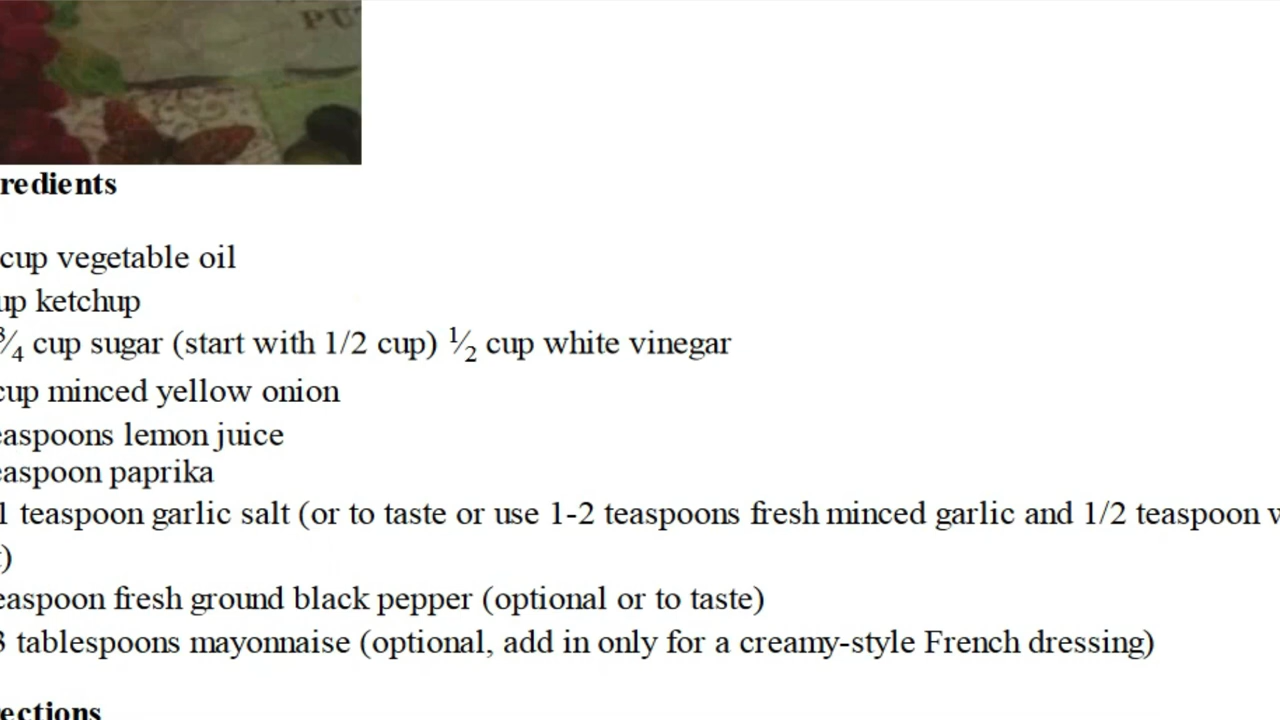 PU
redients
cup vegetable oil
up ketchup
3⁄4 cup sugar (start with 1/2 cup) 1⁄2 cup white vinegar
cup minced yellow onion
easpoons lemon juice
easpoon paprika
1 teaspoon garlic salt (or to taste or use 1-2 teaspoons fresh minced garlic and 1/2 teaspoon
)
easpoon fresh ground black pepper (optional or to taste)
3 tablespoons mayonnaise (optional, add in only for a creamy-style French dressing)
ections